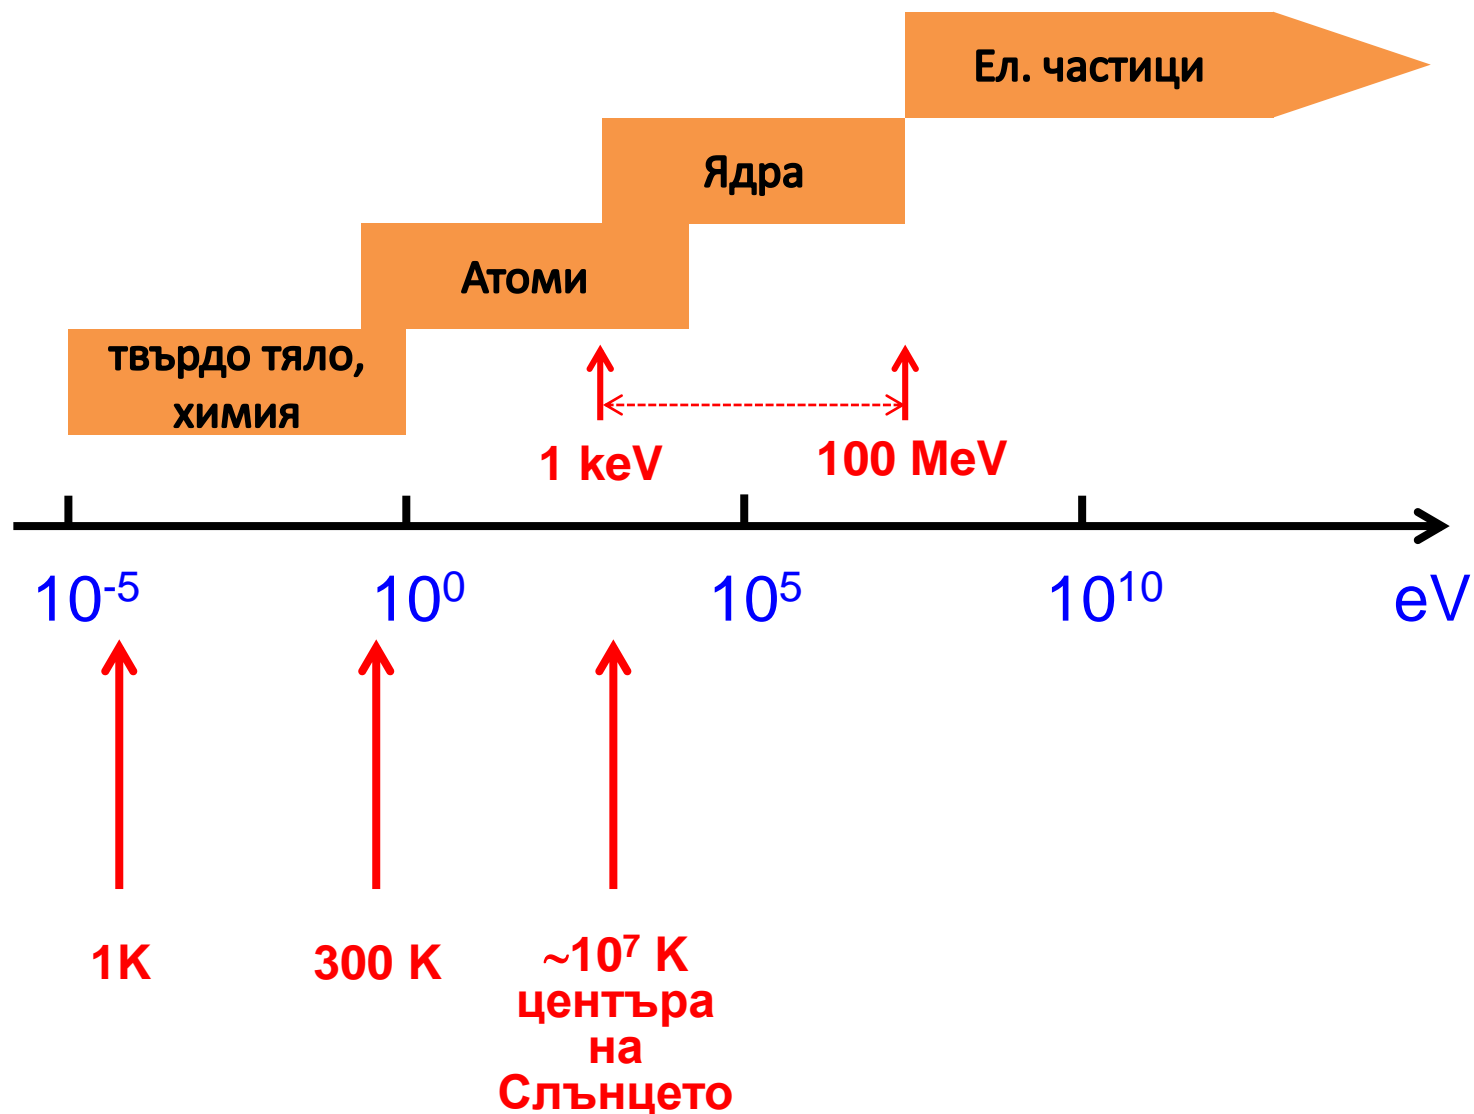 Ел. частици
Ядра
Атоми
твърдо тяло,
химия
1 keV
100 MeV
10⁻⁵
10⁰
10⁵
10¹⁰
eV
1K
300 K
~10⁷ K
центъра
на
Слънцето